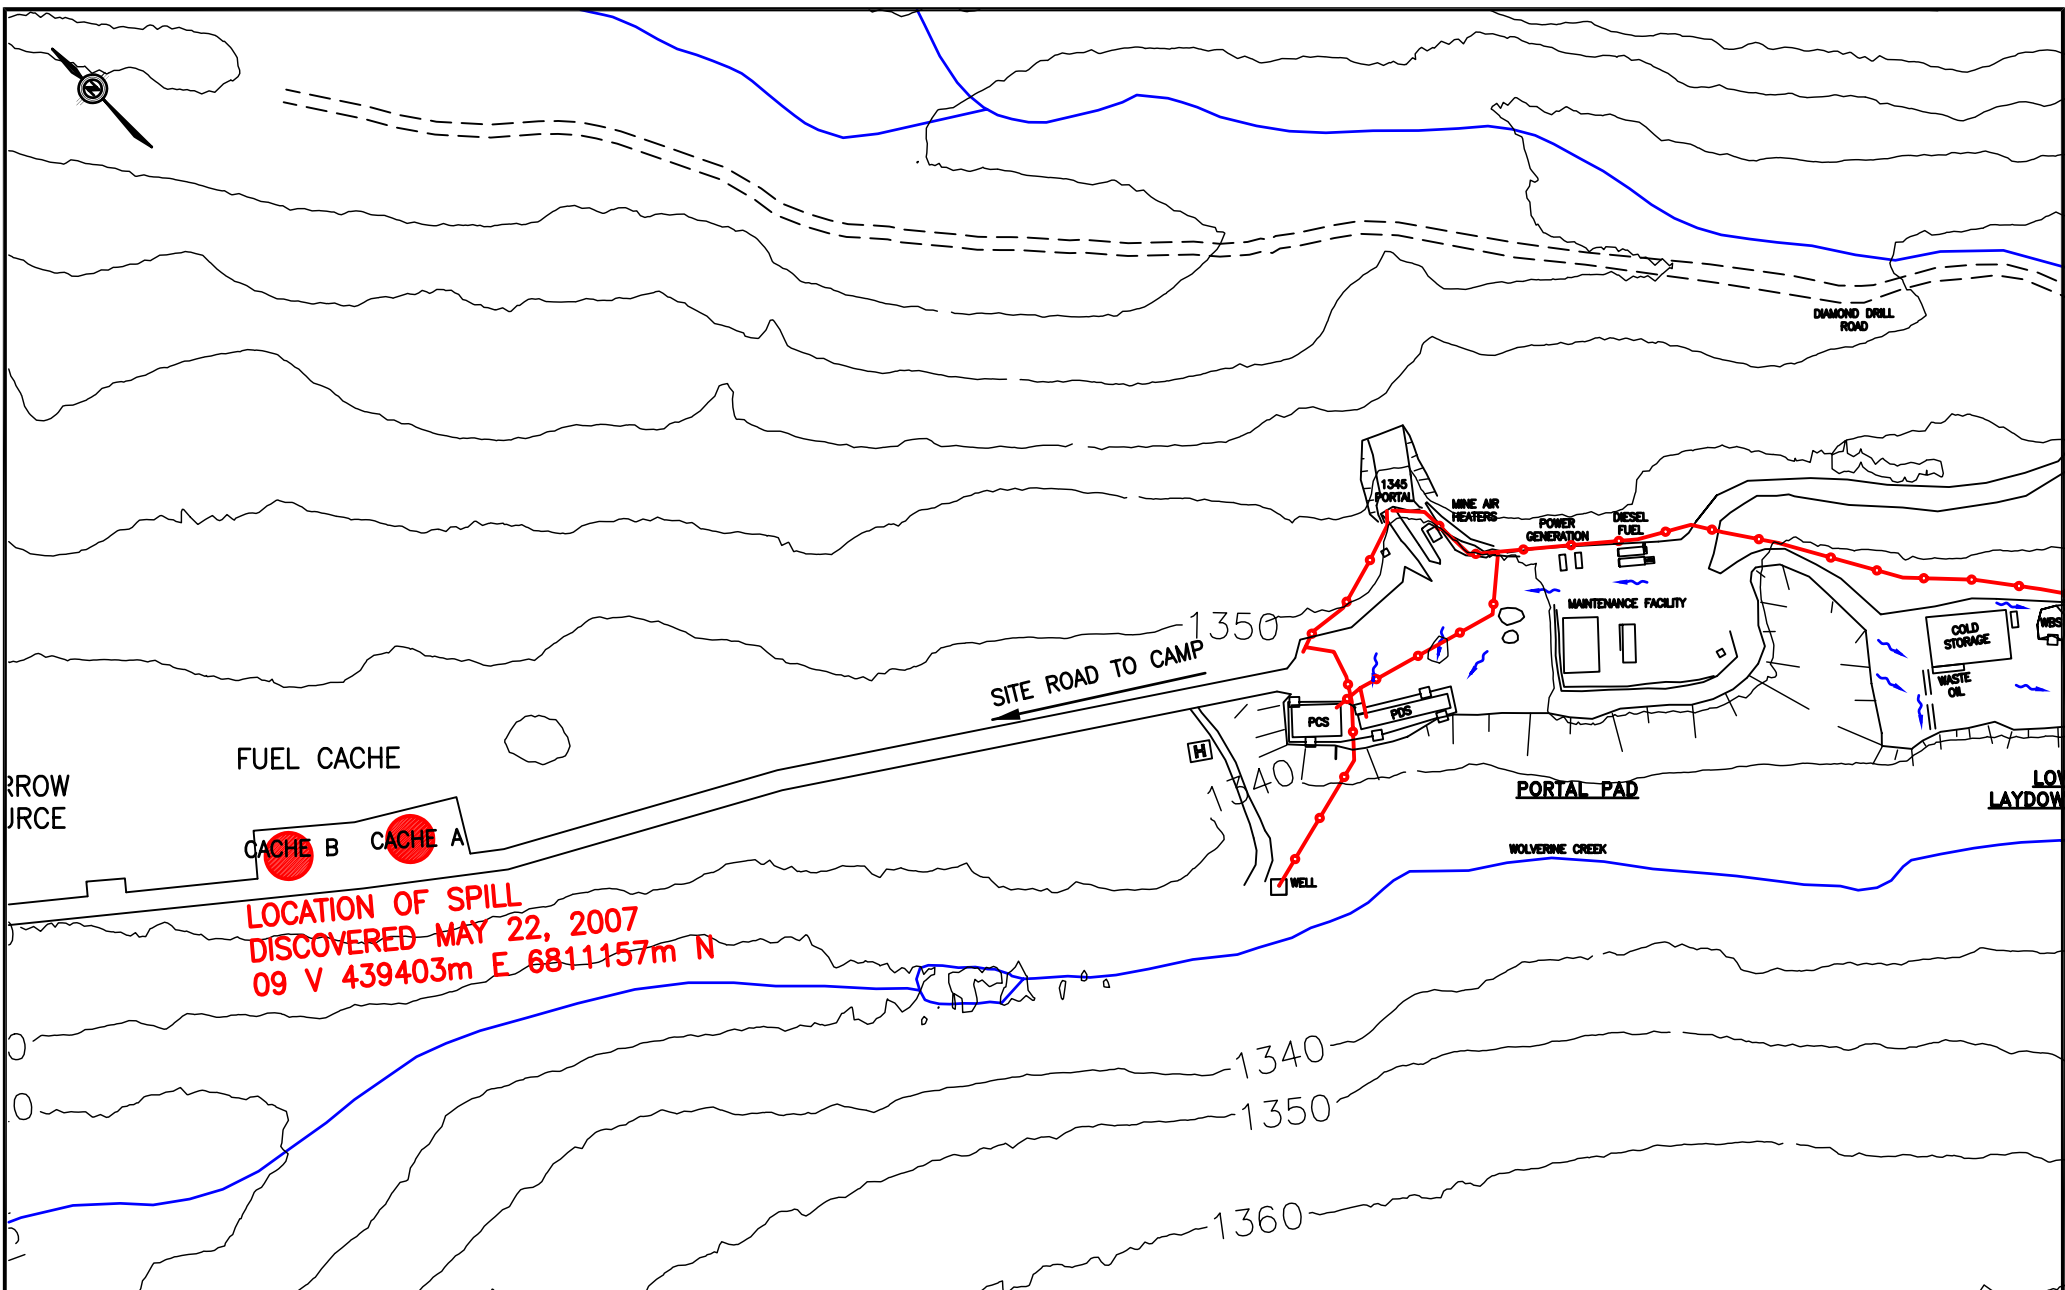 N
DIAMOND DRILL
ROAD
1345
PORTAL
MINE AIR
HEATERS
POWER
GENERATION
DIESEL
FUEL
MAINTENANCE FACILITY
COLD
STORAGE
WBS
WASTE
OIL
1350
SITE ROAD TO CAMP
PCS
PDS
H
1340
PORTAL PAD
LAYDOW
FUEL CACHE
RROW
URCE
CACHE B
CACHE A
WOLVERINE CREEK
WELL
LOCATION OF SPILL
DISCOVERED MAY 22, 2007
09 V 439403m E 6811157m N
0
1340
0
1350
1360